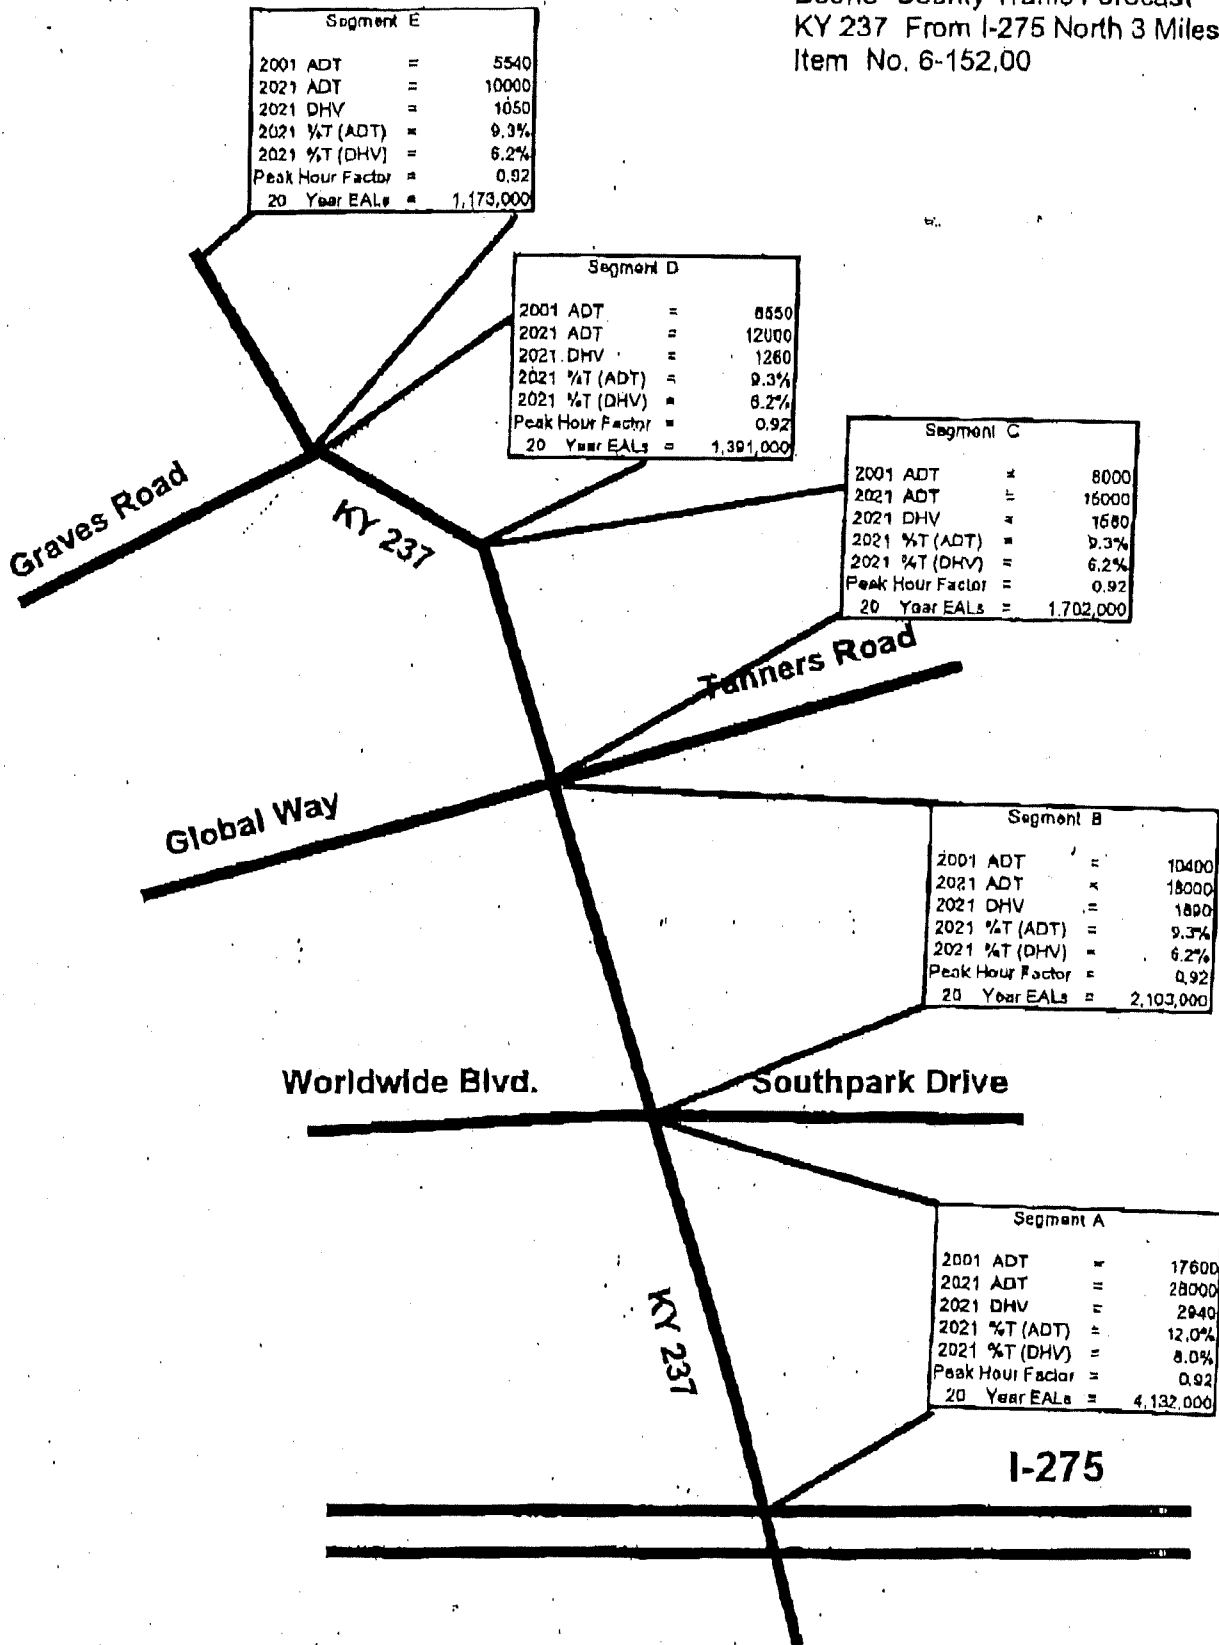 Boone County Traffic Forecast
KY 237 From I-275 North 3 Miles
Item No. 6-152.00
Segment E
2001 ADT = 5540
2021 ADT = 10000
2021 DHV = 1050
2021 %T (ADT) = 9.3%
2021 %T (DHV) = 6.2%
Peak Hour Factor = 0.92
20 Year EALs = 1,173,000
Segment D
2001 ADT = 6550
2021 ADT = 12000
2021 DHV = 1260
2021 %T (ADT) = 9.3%
2021 %T (DHV) = 6.2%
Peak Hour Factor = 0.92
20 Year EALs = 1,391,000
Segment C
2001 ADT = 8000
2021 ADT = 15000
2021 DHV =
2021 %T (ADT) = 9.3%
2021 %T (DHV) = 6.2%
Peak Hour Factor = 0.92
20 Year EALs = 1,702,000
Graves Road
KY 237
Tanners Road
Global Way
Segment B
2001 ADT = 10400
2021 ADT = 18000
2021 DHV = 1890
2021 %T (ADT) = 9.3%
2021 %T (DHV) = 6.2%
Peak Hour Factor = 0.92
20 Year EALs = 2,103,000
Worldwide Blvd.
Southpark Drive
Segment A
2001 ADT = 17600
2021 ADT = 28000
2021 DHV = 2940
2021 %T (ADT) = 12.0%
2021 %T (DHV) = 8.0%
Peak Hour Factor = 0.92
20 Year EALs = 4,132,000
KY 237
I-275